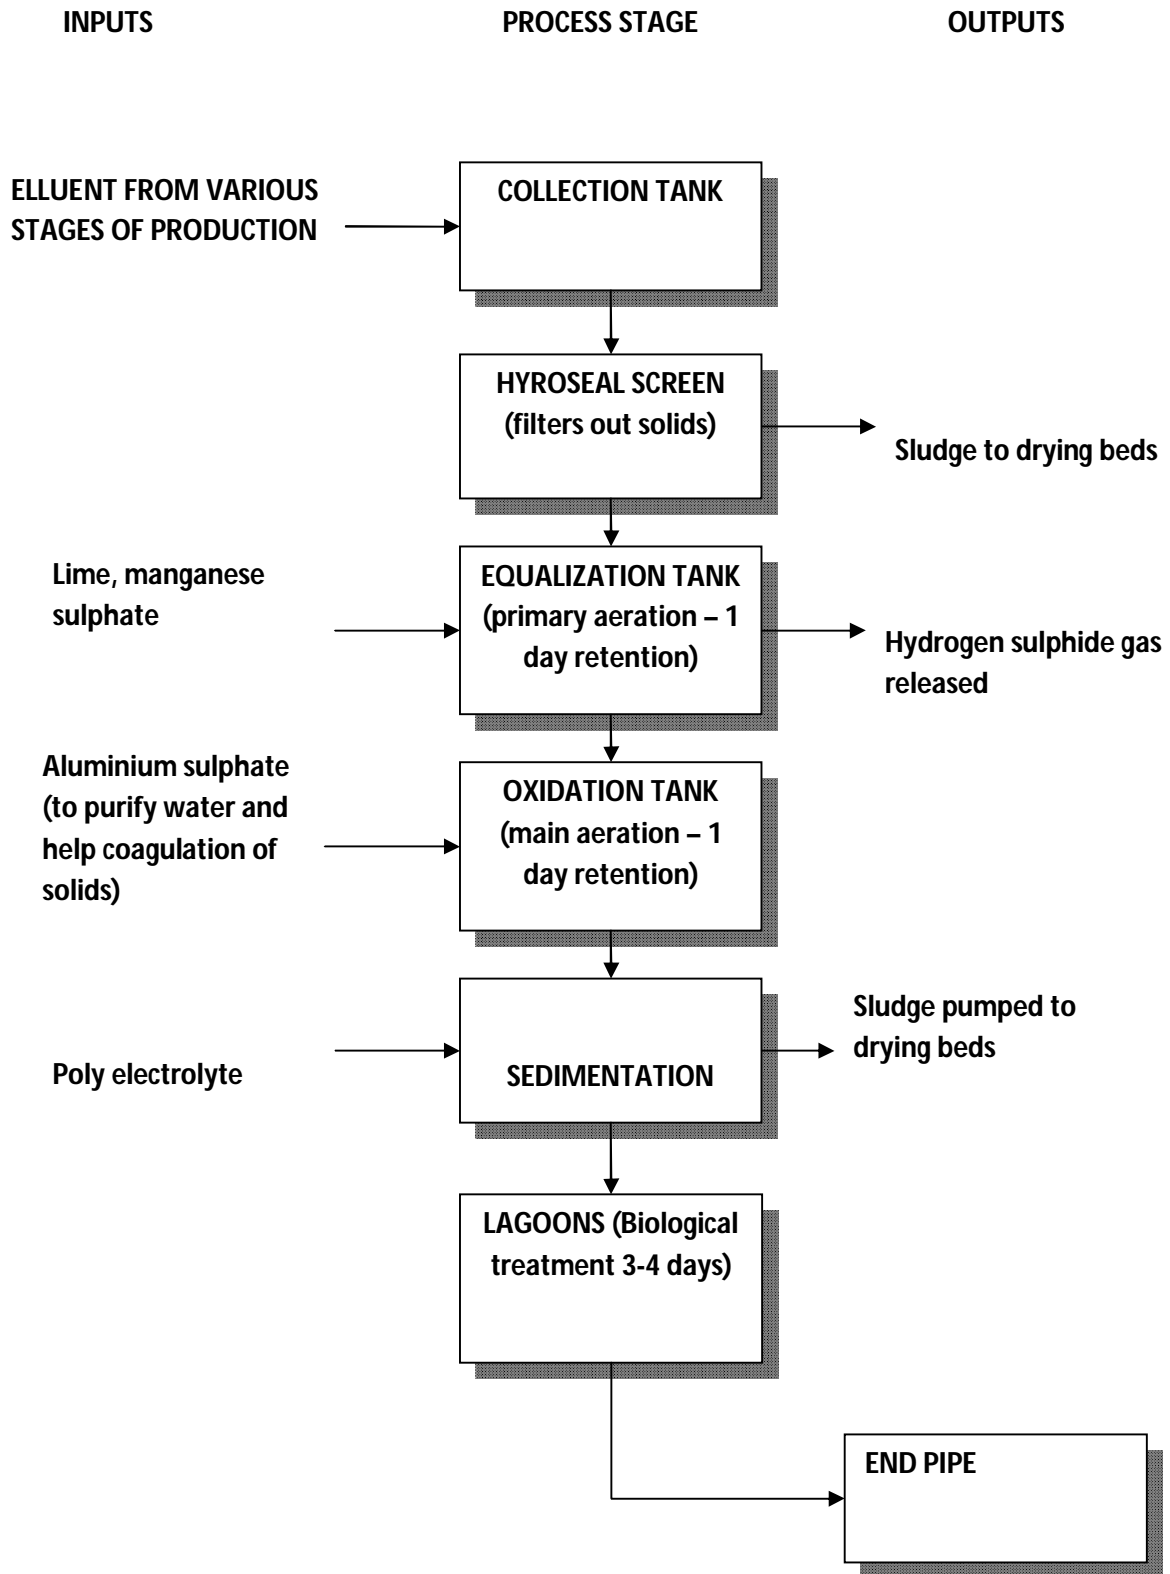 INPUTS
PROCESS STAGE
OUTPUTS
ELLUENT FROM VARIOUS
STAGES OF PRODUCTION
COLLECTION TANK
HYROSEAL SCREEN
(filters out solids)
Sludge to drying beds
Lime, manganese
sulphate
EQUALIZATION TANK
(primary aeration – 1
day retention)
Hydrogen sulphide gas
released
Aluminium sulphate
(to purify water and
help coagulation of
solids)
OXIDATION TANK
(main aeration – 1
day retention)
Poly electrolyte
SEDIMENTATION
Sludge pumped to
drying beds
LAGOONS (Biological
treatment 3-4 days)
END PIPE